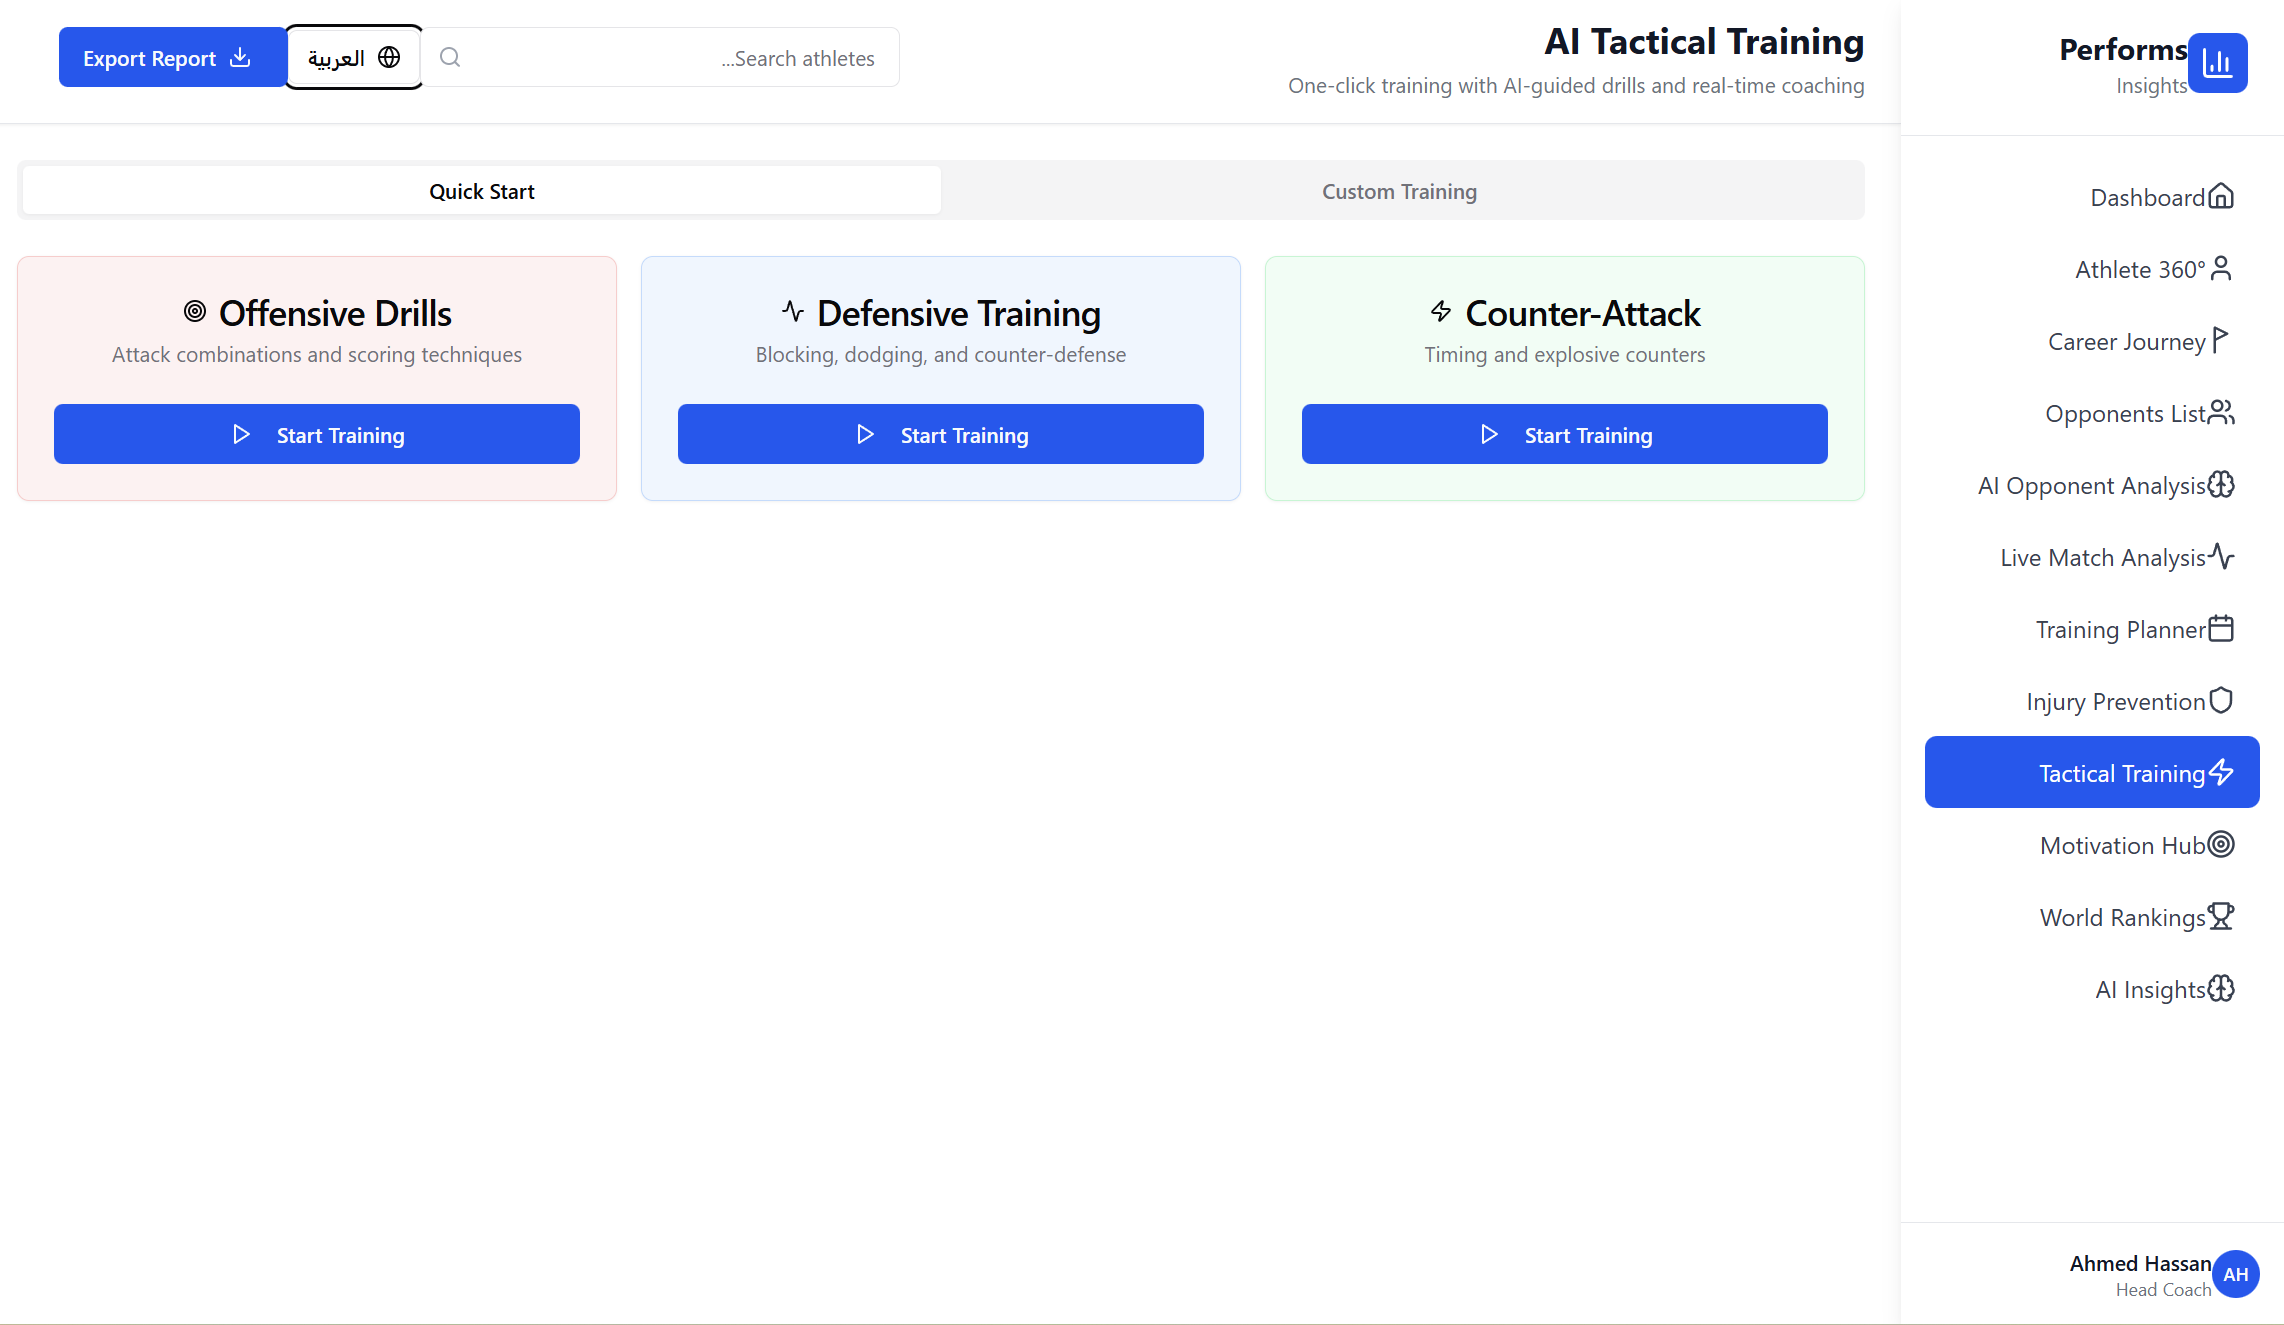 Export Report
العربية
...Search athletes
AI Tactical Training
One-click training with AI-guided drills and real-time coaching
Performs
Insights
Quick Start
Custom Training
Offensive Drills
Attack combinations and scoring techniques
Start Training
Defensive Training
Blocking, dodging, and counter-defense
Start Training
Counter-Attack
Timing and explosive counters
Start Training
Dashboard
Athlete 360°
Career Journey
Opponents List
AI Opponent Analysis
Live Match Analysis
Training Planner
Injury Prevention
Tactical Training
Motivation Hub
World Rankings
AI Insights
Ahmed Hassan
Head Coach
AH